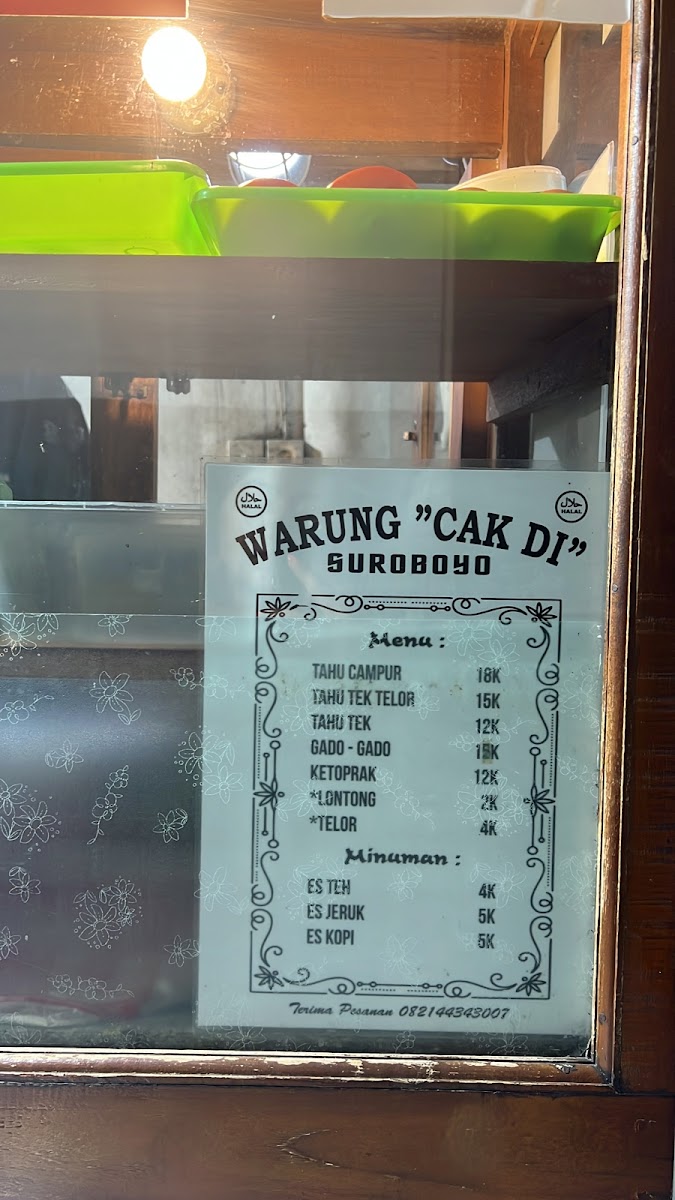 حلال
HALAL
حلال
HALAL
WARUNG "CAK DI"
SUROBOYO
Menu :
TAHU CAMPUR 18K
TAHU TEK TELOR 15K
TAHU TEK 12K
GADO - GADO
KETOPRAK 12K
*LONTONG 2K
*TELOR 4K
Minuman :
ES TEH 4K
ES JERUK 5K
ES KOPI 5K
Terima Pesanan 082144343007